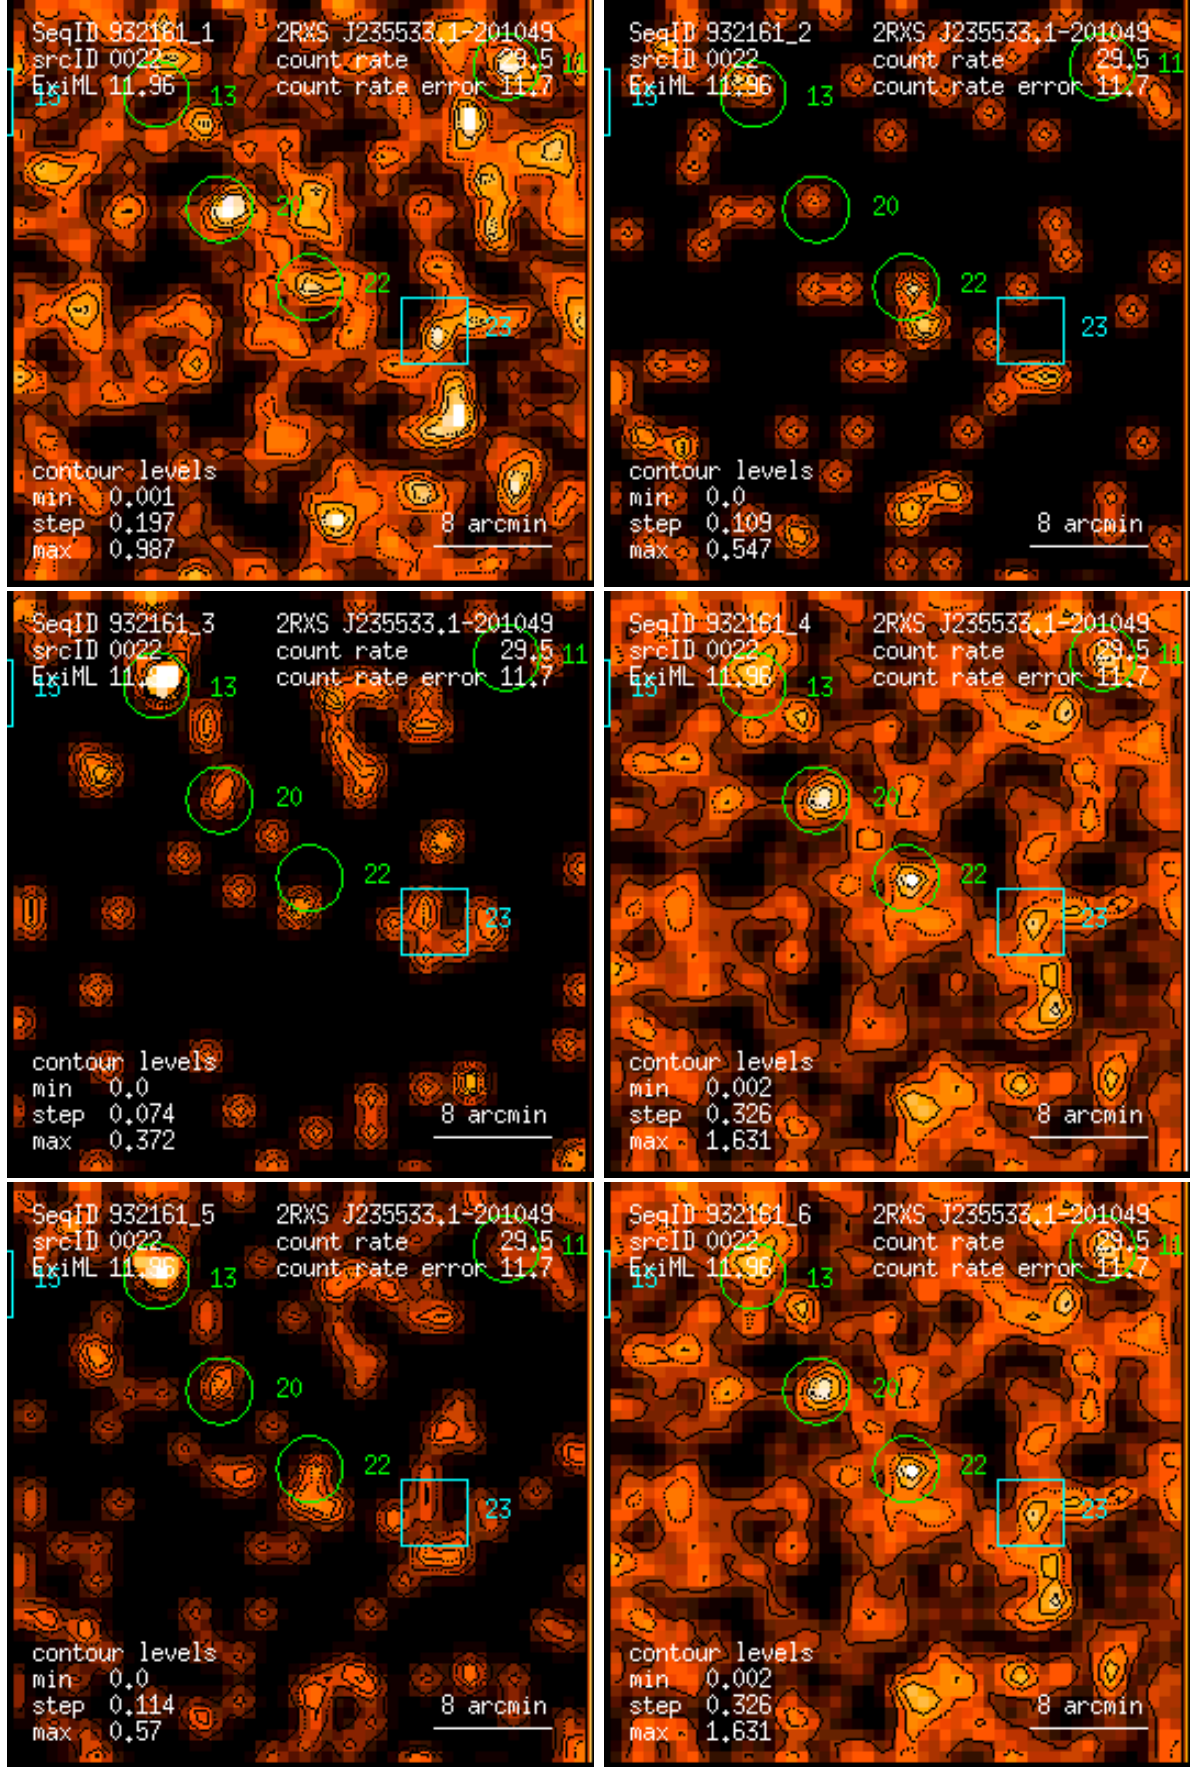 SeqID 932161_1 2RXS J235533.1-201049
srcID 0022 count rate 29.5 11
ExiML 11.96 count rate error 11.7
15 13
20
22
23
contour levels
min 0.001
step 0.197 8 arcmin
max 0.987
SeqID 932161_2 2RXS J235533.1-201049
srcID 0022 count rate 29.5 11
ExiML 11.96 count rate error 11.7
15 13
20
22
23
contour levels
min 0.0
step 0.109 8 arcmin
max 0.547
SeqID 932161_3 2RXS J235533.1-201049
srcID 0022 count rate 29.5 11
ExiML 11.96 count rate error 11.7
15 13
20
22
23
contour levels
min 0.0
step 0.074 8 arcmin
max 0.372
SeqID 932161_4 2RXS J235533.1-201049
srcID 0022 count rate 29.5 11
ExiML 11.96 count rate error 11.7
15 13
20
22
23
contour levels
min 0.002
step 0.326 8 arcmin
max 1.631
SeqID 932161_5 2RXS J235533.1-201049
srcID 0022 count rate 29.5 11
ExiML 11.96 count rate error 11.7
15 13
20
22
23
contour levels
min 0.0
step 0.114 8 arcmin
max 0.57
SeqID 932161_6 2RXS J235533.1-201049
srcID 0022 count rate 29.5 11
ExiML 11.96 count rate error 11.7
15 13
20
22
23
contour levels
min 0.002
step 0.326 8 arcmin
max 1.631